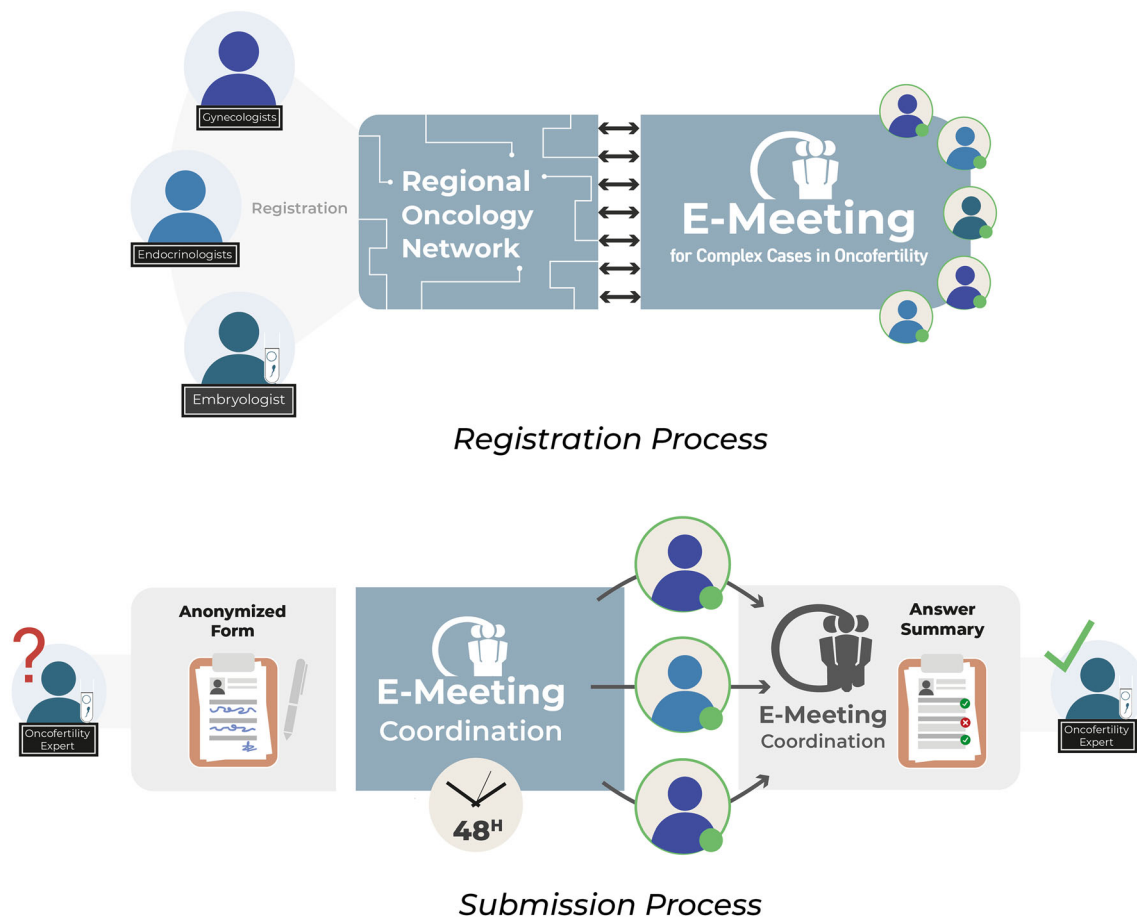 Gynecologists
Registration
Endocrinologists
Embryologist
Regional
Oncology
Network
E-Meeting
for Complex Cases in Oncofertility
Registration Process
?
Oncofertility
Expert
Anonymized
Form
E-Meeting
Coordination
48H
E-Meeting
Coordination
Answer
Summary
Oncofertility
Expert
Submission Process